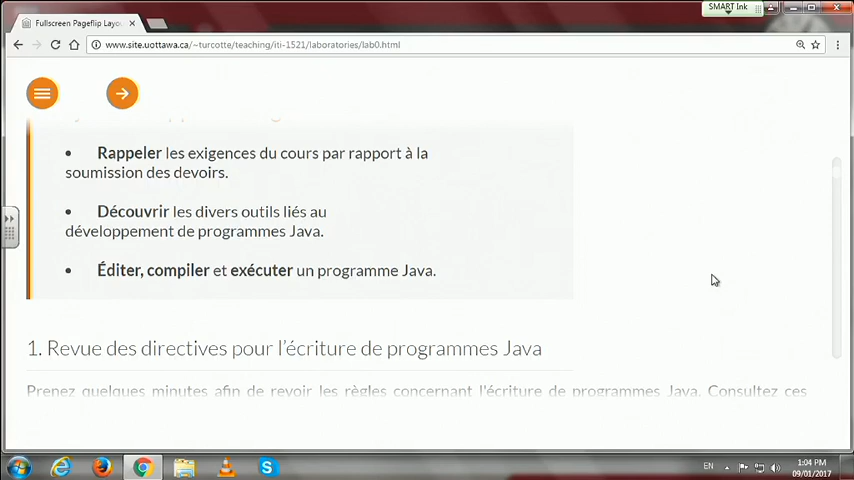 SMART Ink
Fullscreen Pageflip Layou
www.site.uottawa.ca/~turcotte/teaching/iti-1521/laboratories/lab0.html
• Rappeler les exigences du cours par rapport à la
soumission des devoirs.
• Découvrir les divers outils liés au
développement de programmes Java.
• Éditer, compiler et exécuter un programme Java.
1. Revue des directives pour l'écriture de programmes Java
Prenez quelques minutes afin de revoir les règles concernant l'écriture de programmes Java. Consultez ces
EN
1:04 PM
09/01/2017